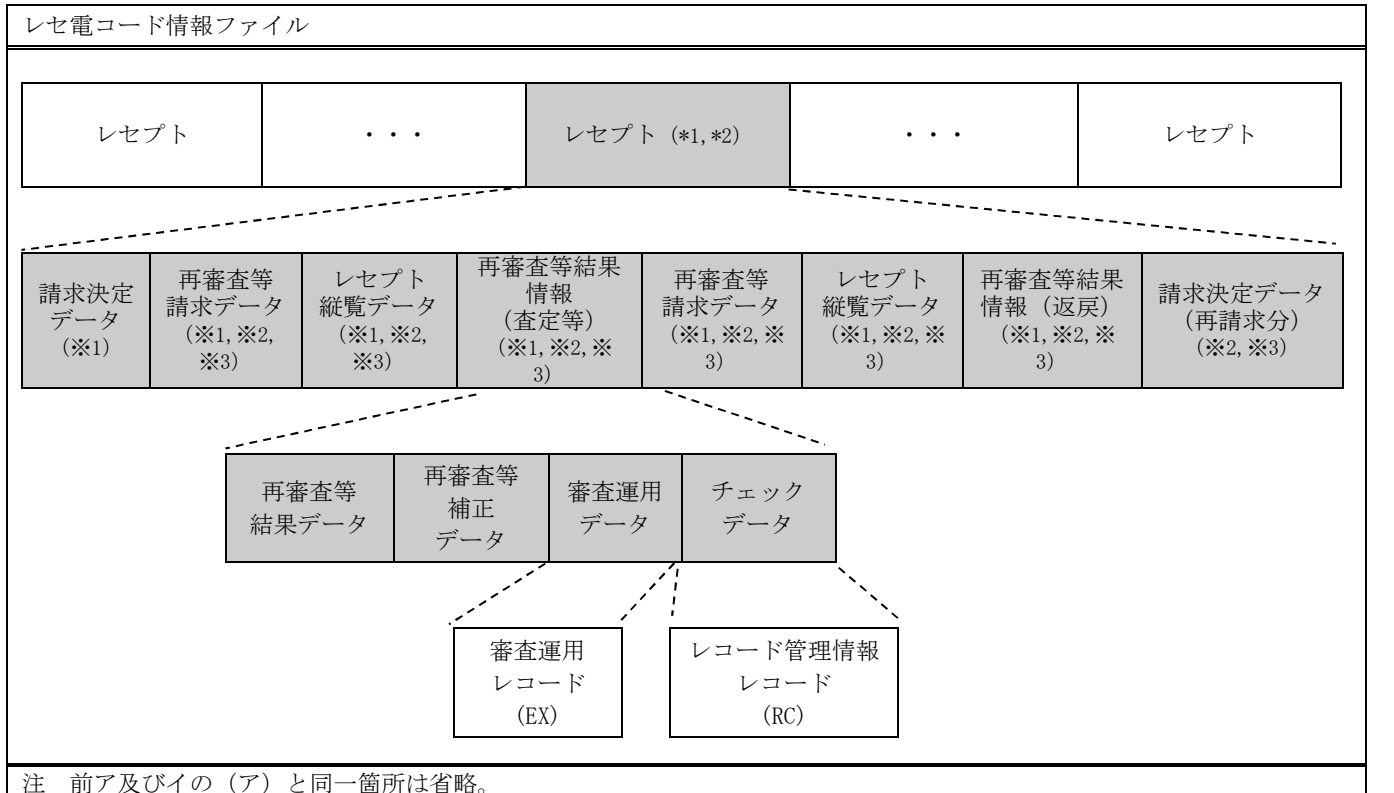 レセ電コード情報ファイル
レセプト
・・・
レセプト (*1,*2)
・・・
レセプト
請求決定
データ
(※1)
再審査等
請求データ
(※1,※2,
※3)
レセプト
縦覧データ
(※1,※2,
※3)
再審査等結果
情報
(査定等)
(※1,※2,※
3)
再審査等
請求データ
(※1,※2,※
3)
レセプト
縦覧データ
(※1,※2,※
3)
再審査等結果
情報（返戻）
(※1,※2,※
3)
請求決定データ
(再請求分)
(※2,※3)
再審査等
結果データ
再審査等
補正
データ
審査運用
データ
チェック
データ
審査運用
レコード
(EX)
レコード管理情報
レコード
(RC)
注　前ア及びイの（ア）と同一箇所は省略。